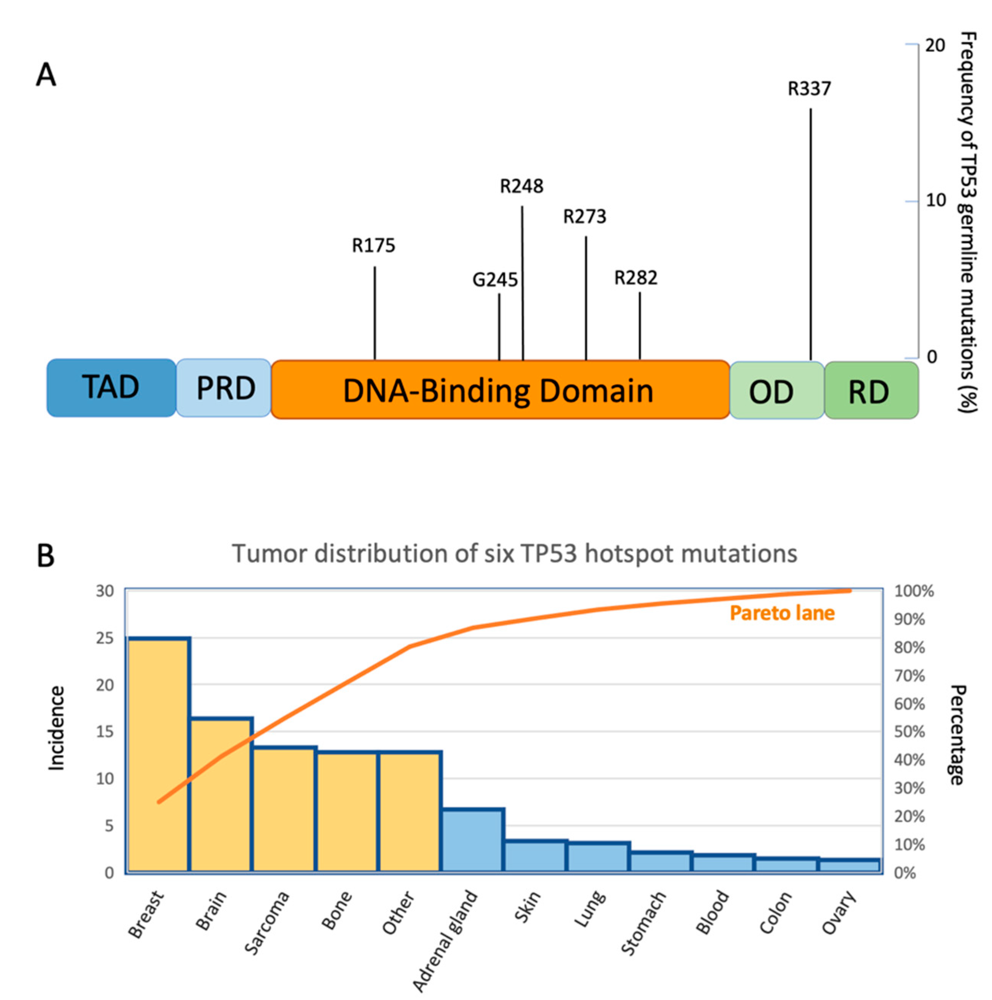 A
20
R337
Frequency of TP53 germline mutations (%)
R248
10
R273
R175
G245
R282
0
TAD
PRD
DNA-Binding Domain
OD
RD
B
Tumor distribution of six TP53 hotspot mutations
30
100%
Pareto lane
90%
25
80%
20
70%
60%
15
50%
40%
10
30%
5
20%
10%
0
0%
Incidence
Percentage
Breast
Brain
Sarcoma
Bone
Other
Adrenal gland
Skin
Lung
Stomach
Blood
Colon
Ovary